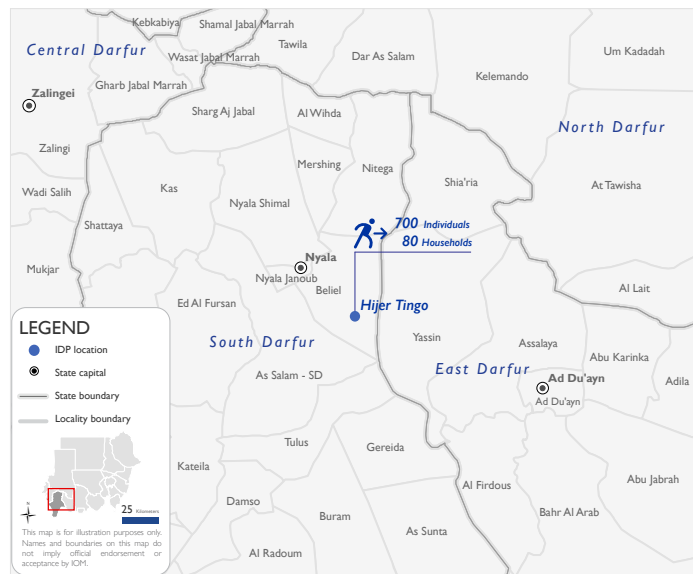 Kebkabiya
Shamal Jabal Marrah
Tawila
Central Darfur
Wasat Jabal Marrah
Dar As Salam
Um Kadadah
Kelemando
Gharb Jabal Marrah
Zalingei
Sharg Aj Jabal
Al Wihda
North Darfur
Zalingi
Mershing
Nitega
Shia'ria
At Tawisha
Wadi Salih
Kas
Nyala Shimal
Shattaya
700 Individuals
80 Households
Nyala
Mukjar
Nyala Janoub
Beliel
Al Lait
Ed Al Fursan
Hijer Tingo
Yassin
South Darfur
Assalaya
Abu Karinka
East Darfur
As Salam - SD
Ad Du'ayn
Adila
Ad Du'ayn
Tulus
Gereida
Kateila
Al Firdous
Abu Jabrah
Damso
Buram
Bahr Al Arab
As Sunta
Al Radoum
LEGEND
IDP location
State capital
State boundary
Locality boundary
N
25 Kilometers
This map is for illustration purposes only.
Names and boundaries on this map do
not imply official endorsement or
acceptance by IOM.